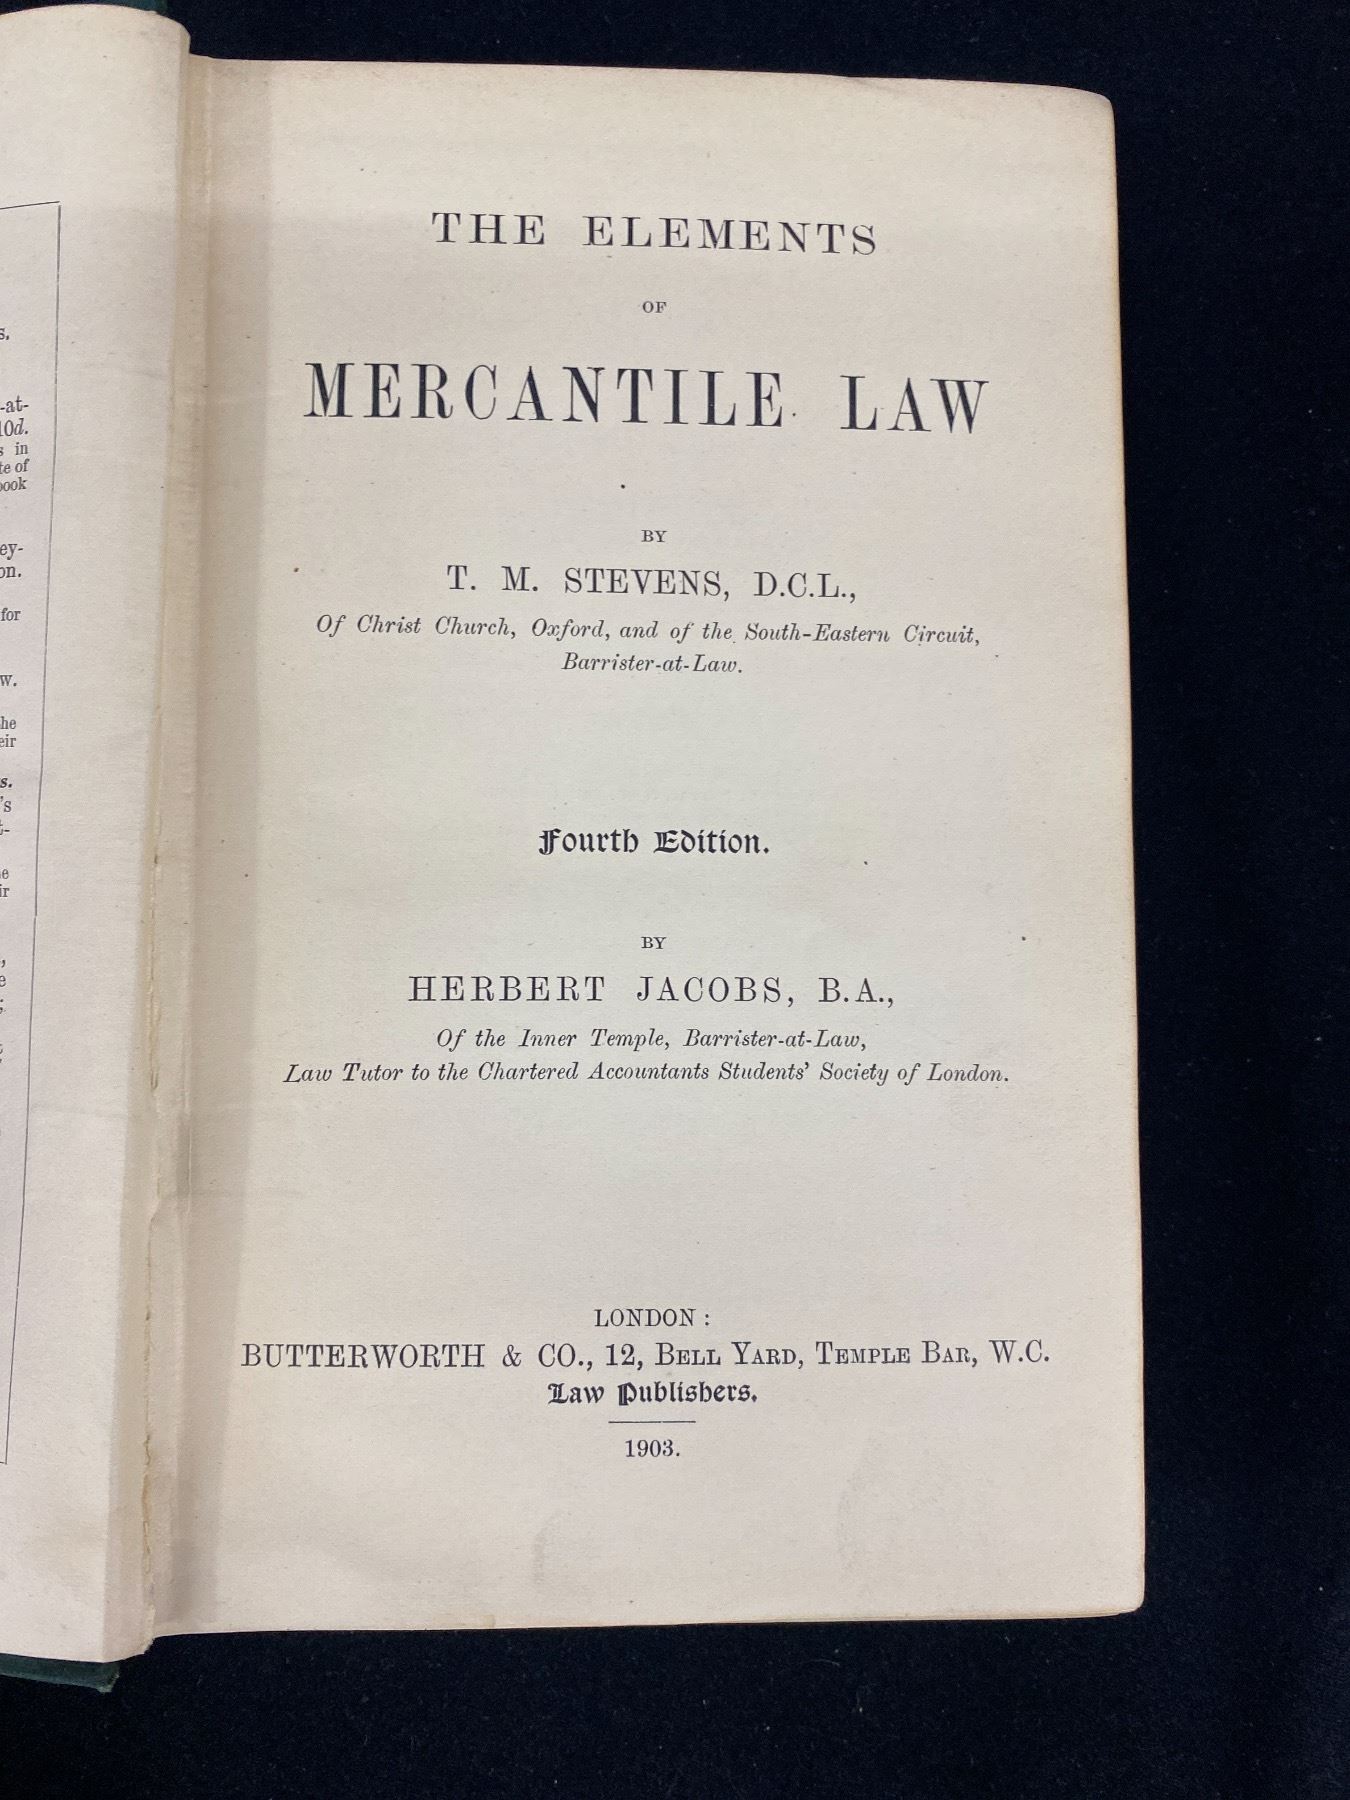 THE ELEMENTS
OF
MERCANTILE LAW
BY
T. M. STEVENS, D.C.L.,
Of Christ Church, Oxford, and of the South-Eastern Circuit,
Barrister-at-Law.
Fourth Edition.
BY
HERBERT JACOBS, B.A.,
Of the Inner Temple, Barrister-at-Law,
Law Tutor to the Chartered Accountants Students' Society of London.
LONDON:
BUTTERWORTH & CO., 12, BELL YARD, TEMPLE BAR, W.C.
Law Publishers.
1903.